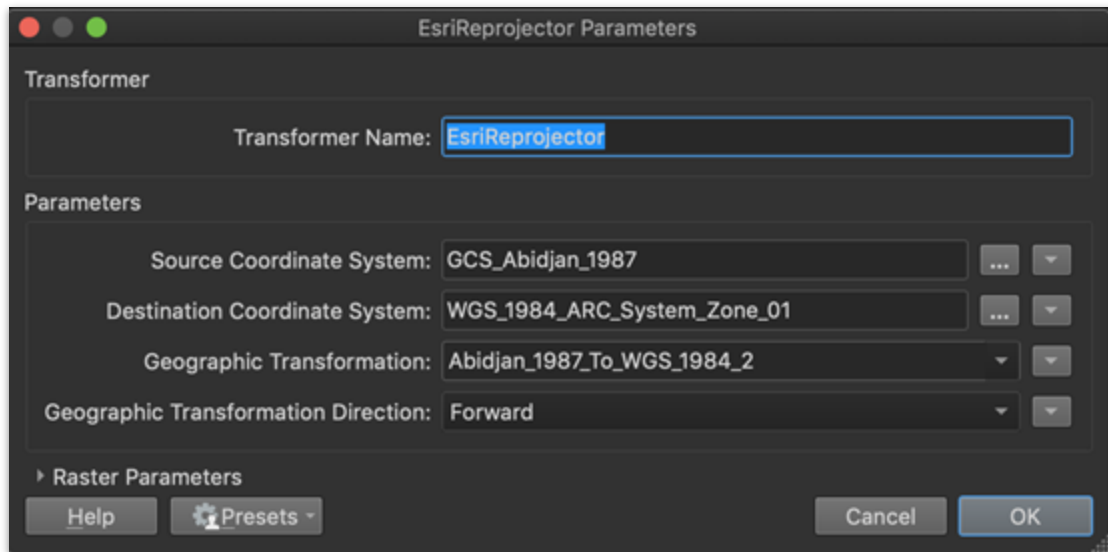 EsriReprojector Parameters
Transformer
Transformer Name: EsriReprojector
Parameters
Source Coordinate System: GCS_Abidjan_1987 ...
Destination Coordinate System: WGS_1984_ARC_System_Zone_01 ...
Geographic Transformation: Abidjan_1987_To_WGS_1984_2
Geographic Transformation Direction: Forward
Raster Parameters
Help Presets Cancel OK